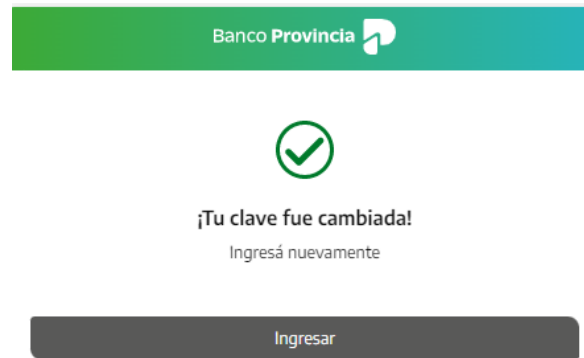 Banco Provincia
¡Tu clave fue cambiada!
Ingresá nuevamente
Ingresar